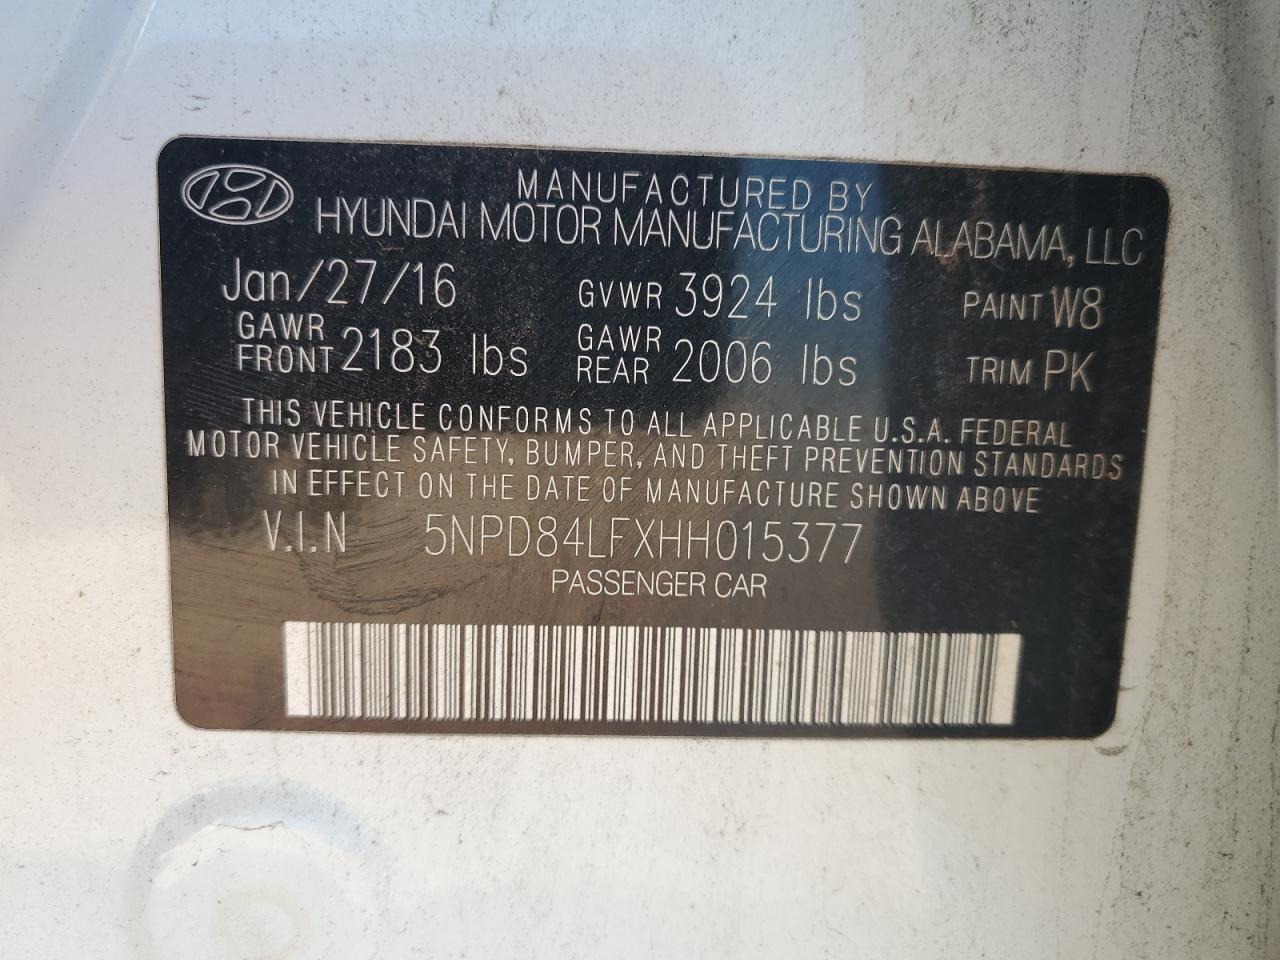 MANUFACTURED BY
HYUNDAI MOTOR MANUFACTURING ALABAMA, LLC
Jan/27/16 GVWR 3924 lbs PAINT W8
GAWR FRONT 2183 lbs GAWR REAR 2006 lbs TRIM PK
THIS VEHICLE CONFORMS TO ALL APPLICABLE U.S.A. FEDERAL
MOTOR VEHICLE SAFETY, BUMPER, AND THEFT PREVENTION STANDARDS
IN EFFECT ON THE DATE OF MANUFACTURE SHOWN ABOVE
V.I.N 5NPD84LFXHH015377
PASSENGER CAR